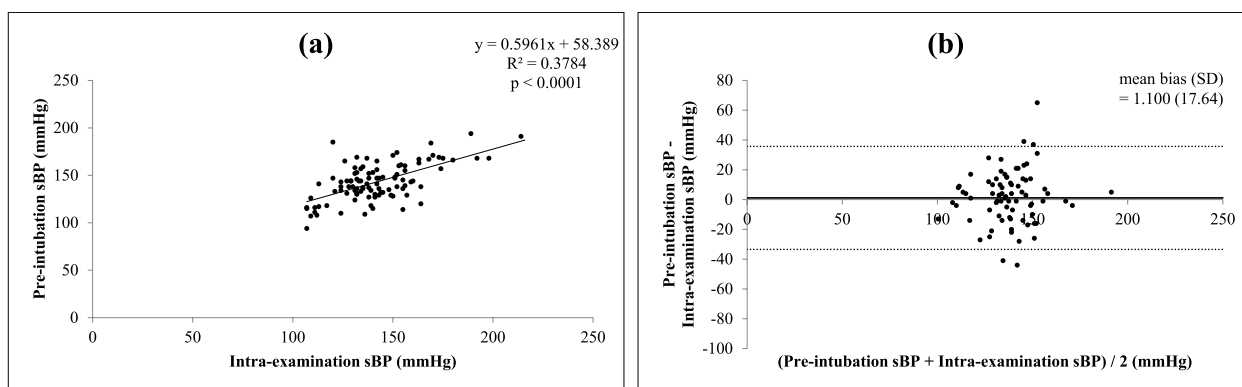 (a)
y = 0.5961x + 58.389
R² = 0.3784
p < 0.0001
Pre-intubation sBP (mmHg)
250
200
150
100
50
0
0 50 100 150 200 250
Intra-examination sBP (mmHg)
(b)
mean bias (SD)
= 1.100 (17.64)
Pre-intubation sBP -
Intra-examination sBP (mmHg)
80
60
40
20
0
-20
-40
-60
-80
-100
0 50 100 150 200 250
(Pre-intubation sBP + Intra-examination sBP) / 2 (mmHg)